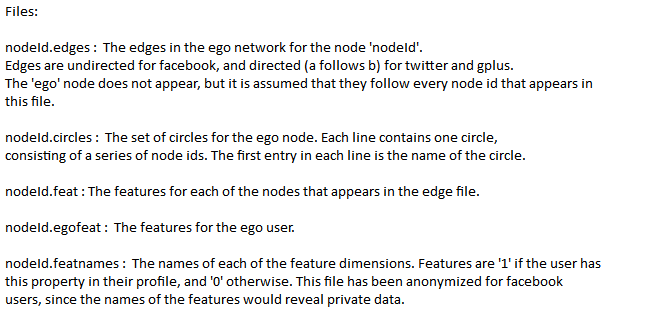 Files:
nodeId.edges : The edges in the ego network for the node 'nodeId'.
Edges are undirected for facebook, and directed (a follows b) for twitter and gplus.
The 'ego' node does not appear, but it is assumed that they follow every node id that appears in
this file.
nodeId.circles : The set of circles for the ego node. Each line contains one circle,
consisting of a series of node ids. The first entry in each line is the name of the circle.
nodeId.feat : The features for each of the nodes that appears in the edge file.
nodeId.egofeat : The features for the ego user.
nodeId.featnames : The names of each of the feature dimensions. Features are '1' if the user has
this property in their profile, and '0' otherwise. This file has been anonymized for facebook
users, since the names of the features would reveal private data.